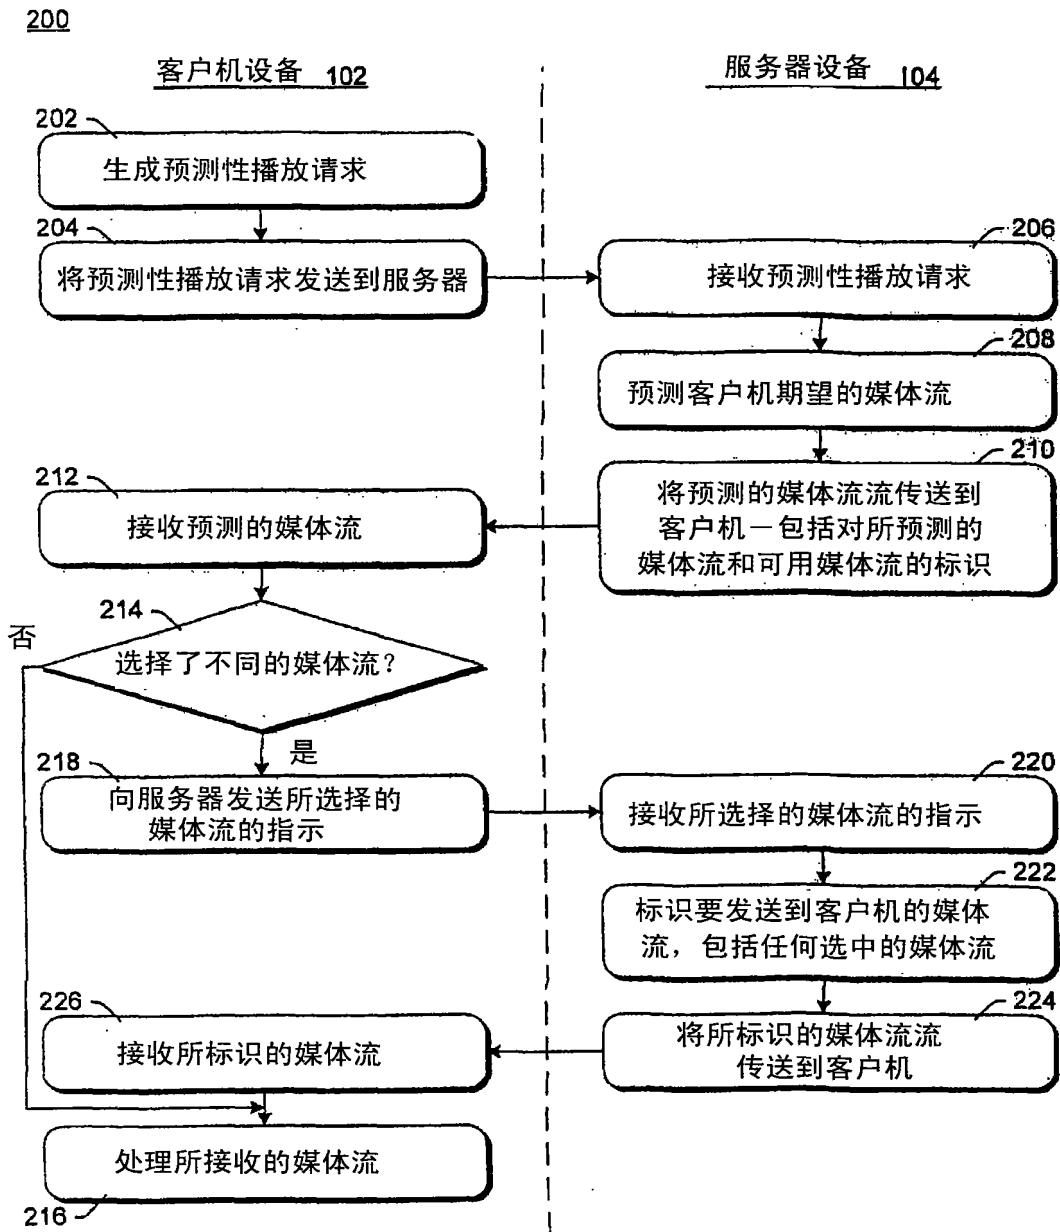 200
客户机设备 102
服务器设备 104
202
生成预测性播放请求
204
将预测性播放请求发送到服务器
206
接收预测性播放请求
208
预测客户机期望的媒体流
210
将预测的媒体流流传送到
客户机－包括对所预测的
媒体流和可用媒体流的标识
212
接收预测的媒体流
214
否
选择了不同的媒体流？
是
218
向服务器发送所选择的
媒体流的指示
220
接收所选择的媒体流的指示
222
标识要发送到客户机的媒体
流，包括任何选中的媒体流
224
将所标识的媒体流流
传送到客户机
226
接收所标识的媒体流
处理所接收的媒体流
216